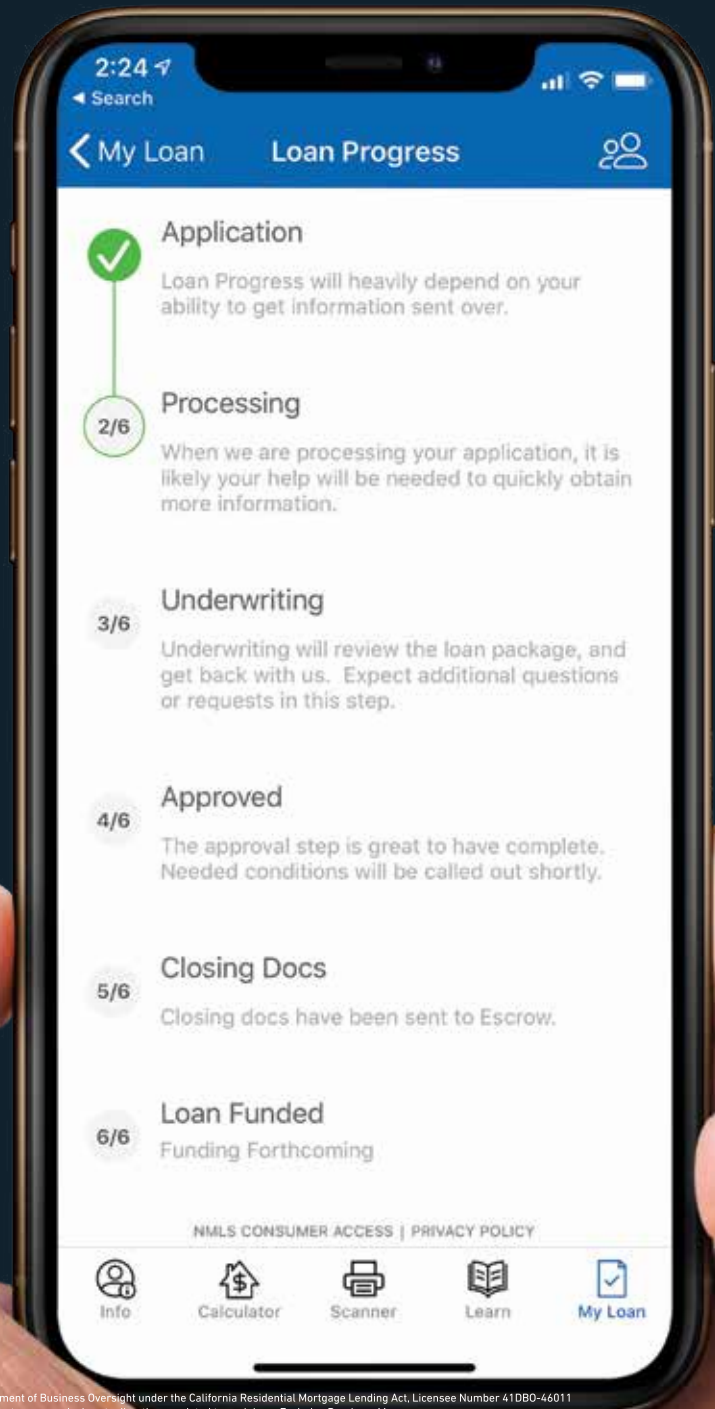 2:24
Search
My Loan Loan Progress
Application
Loan Progress will heavily depend on your
ability to get information sent over.
2/6
Processing
When we are processing your application, it is
likely your help will be needed to quickly obtain
more information.
3/6
Underwriting
Underwriting will review the loan package, and
get back with us. Expect additional questions
or requests in this step.
4/6
Approved
The approval step is great to have complete.
Needed conditions will be called out shortly.
5/6
Closing Docs
Closing docs have been sent to Escrow.
6/6
Loan Funded
Funding Forthcoming
NMLS CONSUMER ACCESS | PRIVACY POLICY
Info Calculator Scanner Learn My Loan
of Business Oversight under the California Residential Mortgage Lending Act, Licensee Number 41DBO-46011